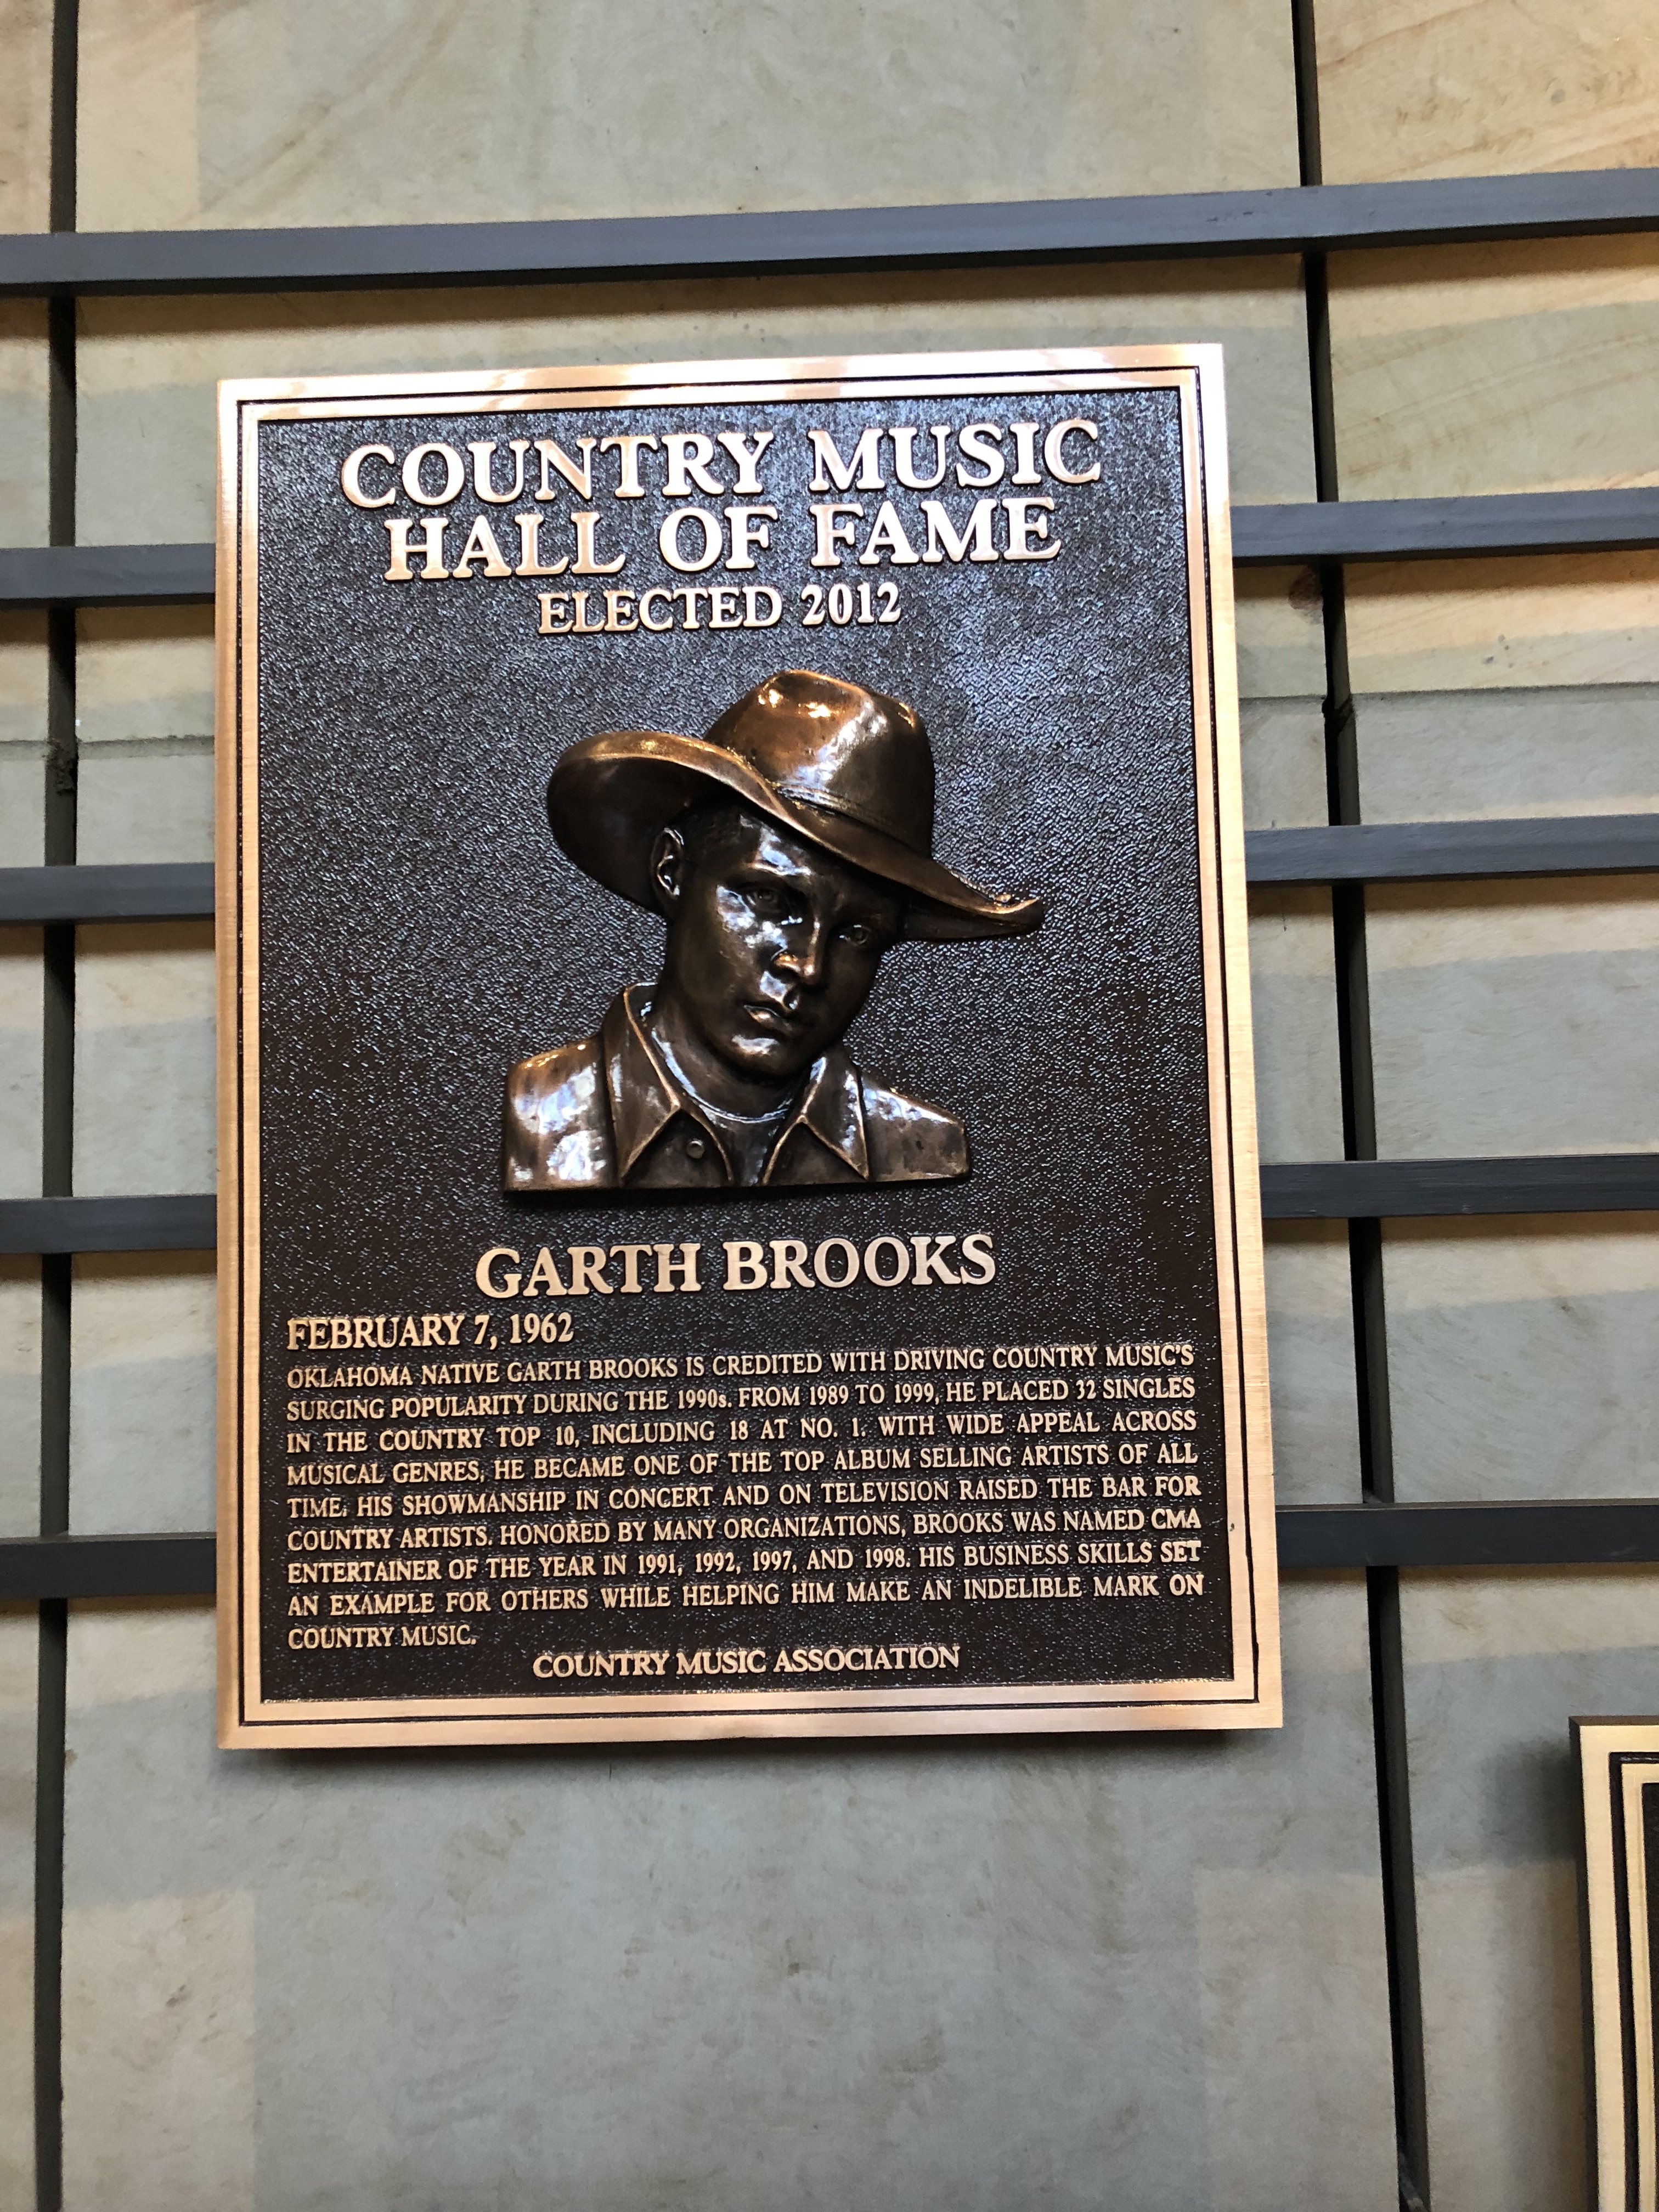 COUNTRY MUSIC
HALL OF FAME
ELECTED 2012
GARTH BROOKS
FEBRUARY 7, 1962
OKLAHOMA NATIVE GARTH BROOKS IS CREDITED WITH DRIVING COUNTRY MUSIC'S
SURGING POPULARITY DURING THE 1990s. FROM 1989 TO 1999, HE PLACED 32 SINGLES
IN THE COUNTRY TOP 10, INCLUDING 18 AT NO. 1. WITH WIDE APPEAL ACROSS
MUSICAL GENRES, HE BECAME ONE OF THE TOP ALBUM SELLING ARTISTS OF ALL
TIME. HIS SHOWMANSHIP IN CONCERT AND ON TELEVISION RAISED THE BAR FOR
COUNTRY ARTISTS. HONORED BY MANY ORGANIZATIONS, BROOKS WAS NAMED CMA
ENTERTAINER OF THE YEAR IN 1991, 1992, 1997, AND 1998. HIS BUSINESS SKILLS SET
AN EXAMPLE FOR OTHERS WHILE HELPING HIM MAKE AN INDELIBLE MARK ON
COUNTRY MUSIC.
COUNTRY MUSIC ASSOCIATION